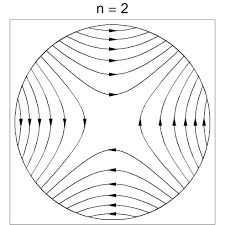 n = 2